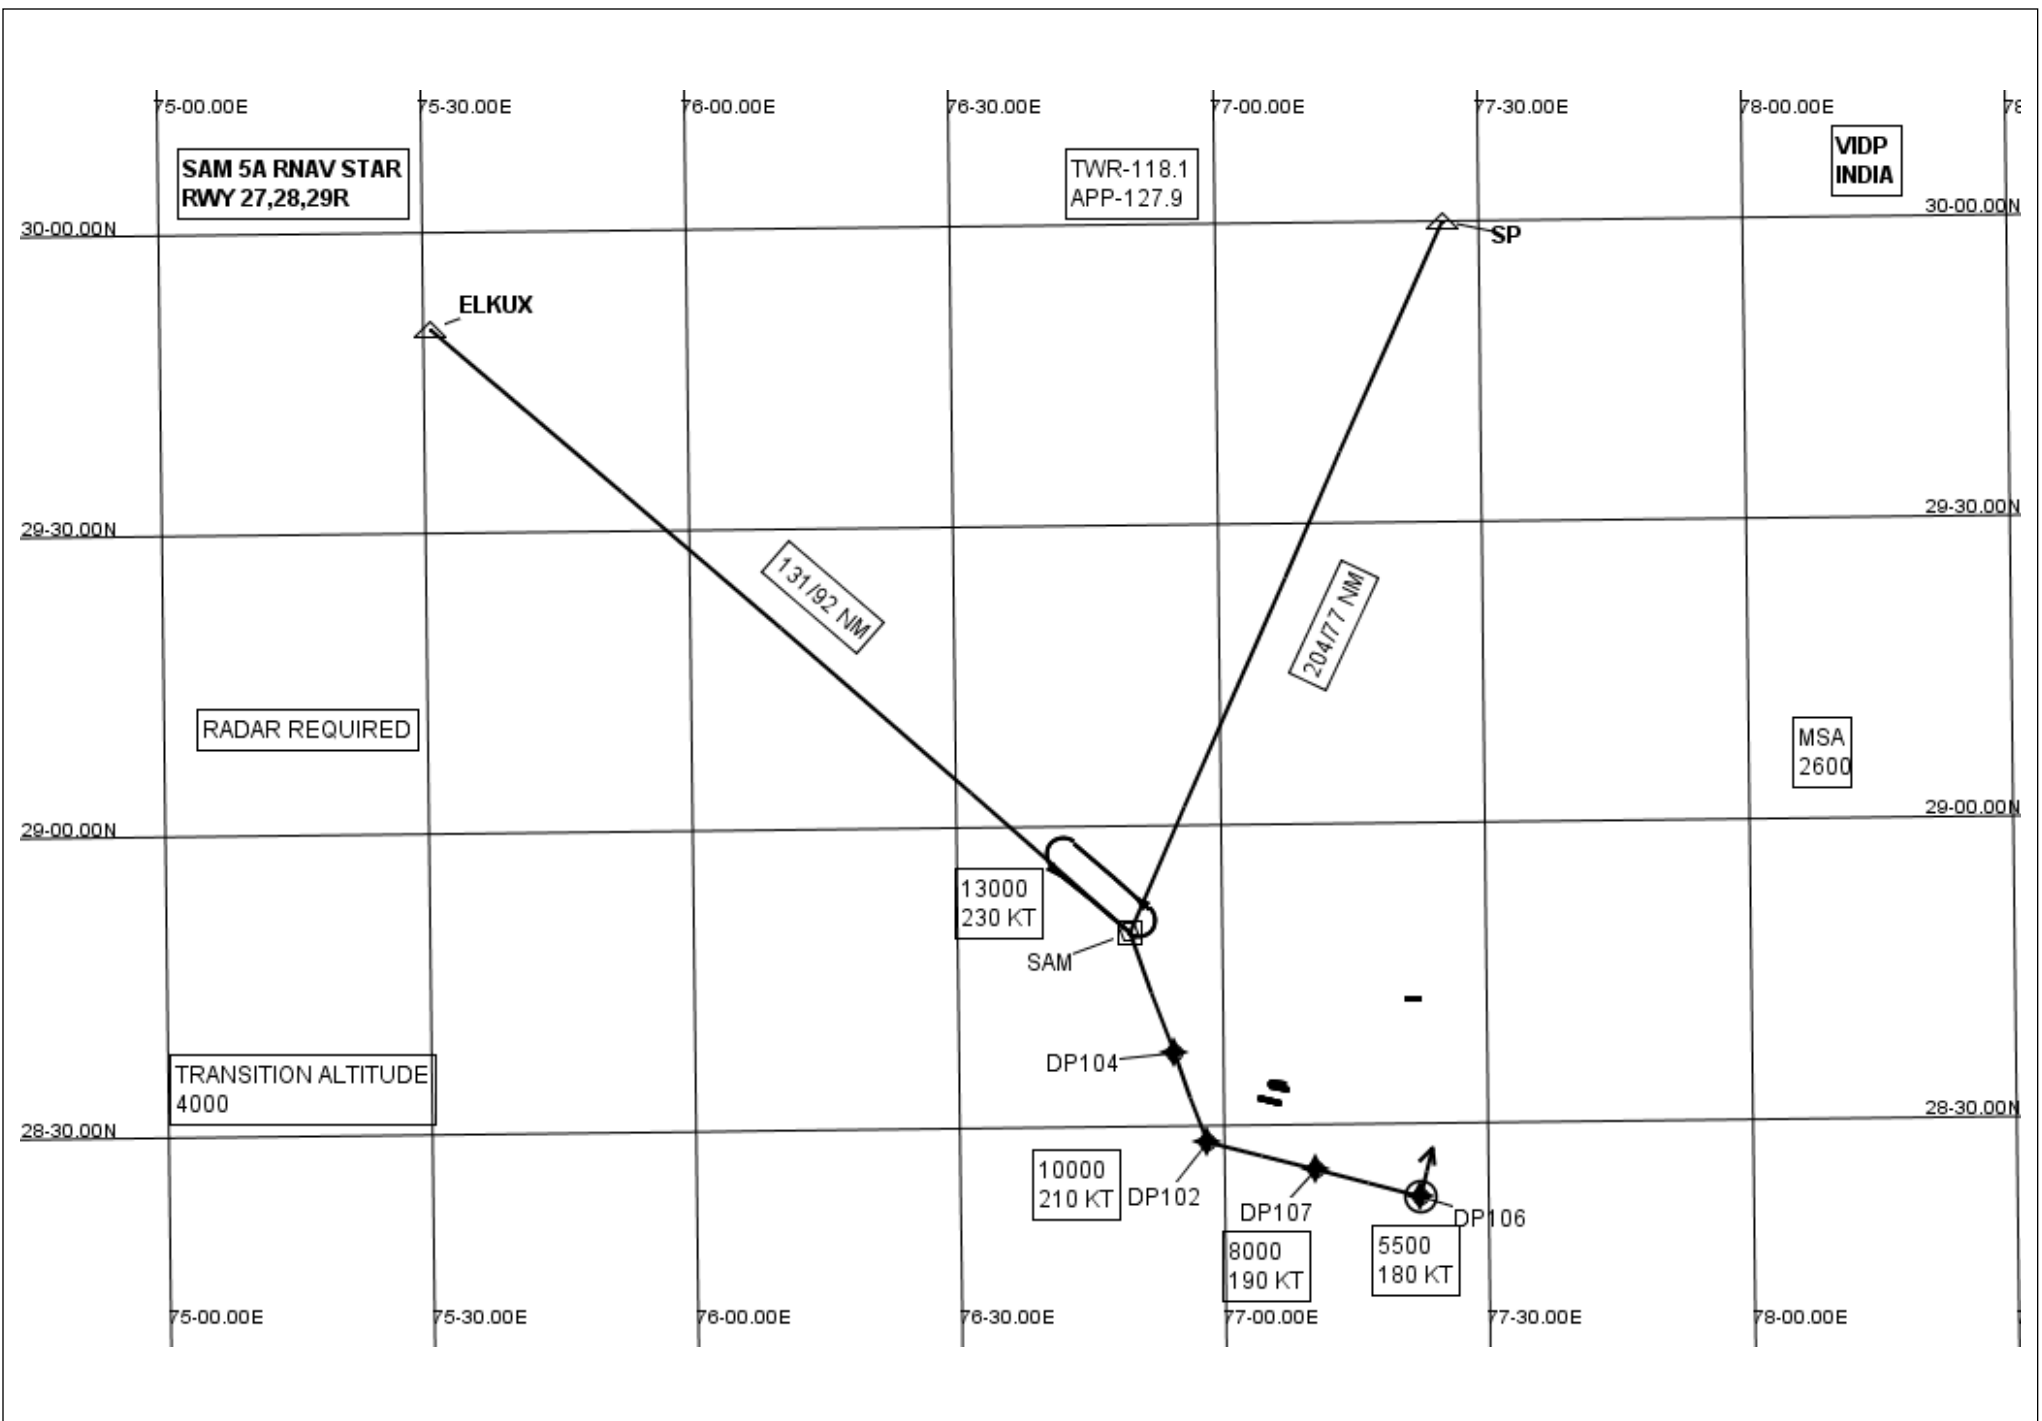 75-00.00E
75-30.00E
76-00.00E
76-30.00E
77-00.00E
77-30.00E
78-00.00E
78
SAM 5A RNAV STAR
RWY 27,28,29R
TWR-118.1
APP-127.9
VIDP
INDIA
30-00.00N
30-00.00N
SP
ELKUX
29-30.00N
29-30.00N
131/92 NM
204/77 NM
RADAR REQUIRED
MSA
2600
29-00.00N
29-00.00N
13000
230 KT
SAM
DP104
TRANSITION ALTITUDE
4000
28-30.00N
28-30.00N
10000
210 KT
DP102
DP107
DP106
8000
190 KT
5500
180 KT
75-00.00E
75-30.00E
76-00.00E
76-30.00E
77-00.00E
77-30.00E
78-00.00E